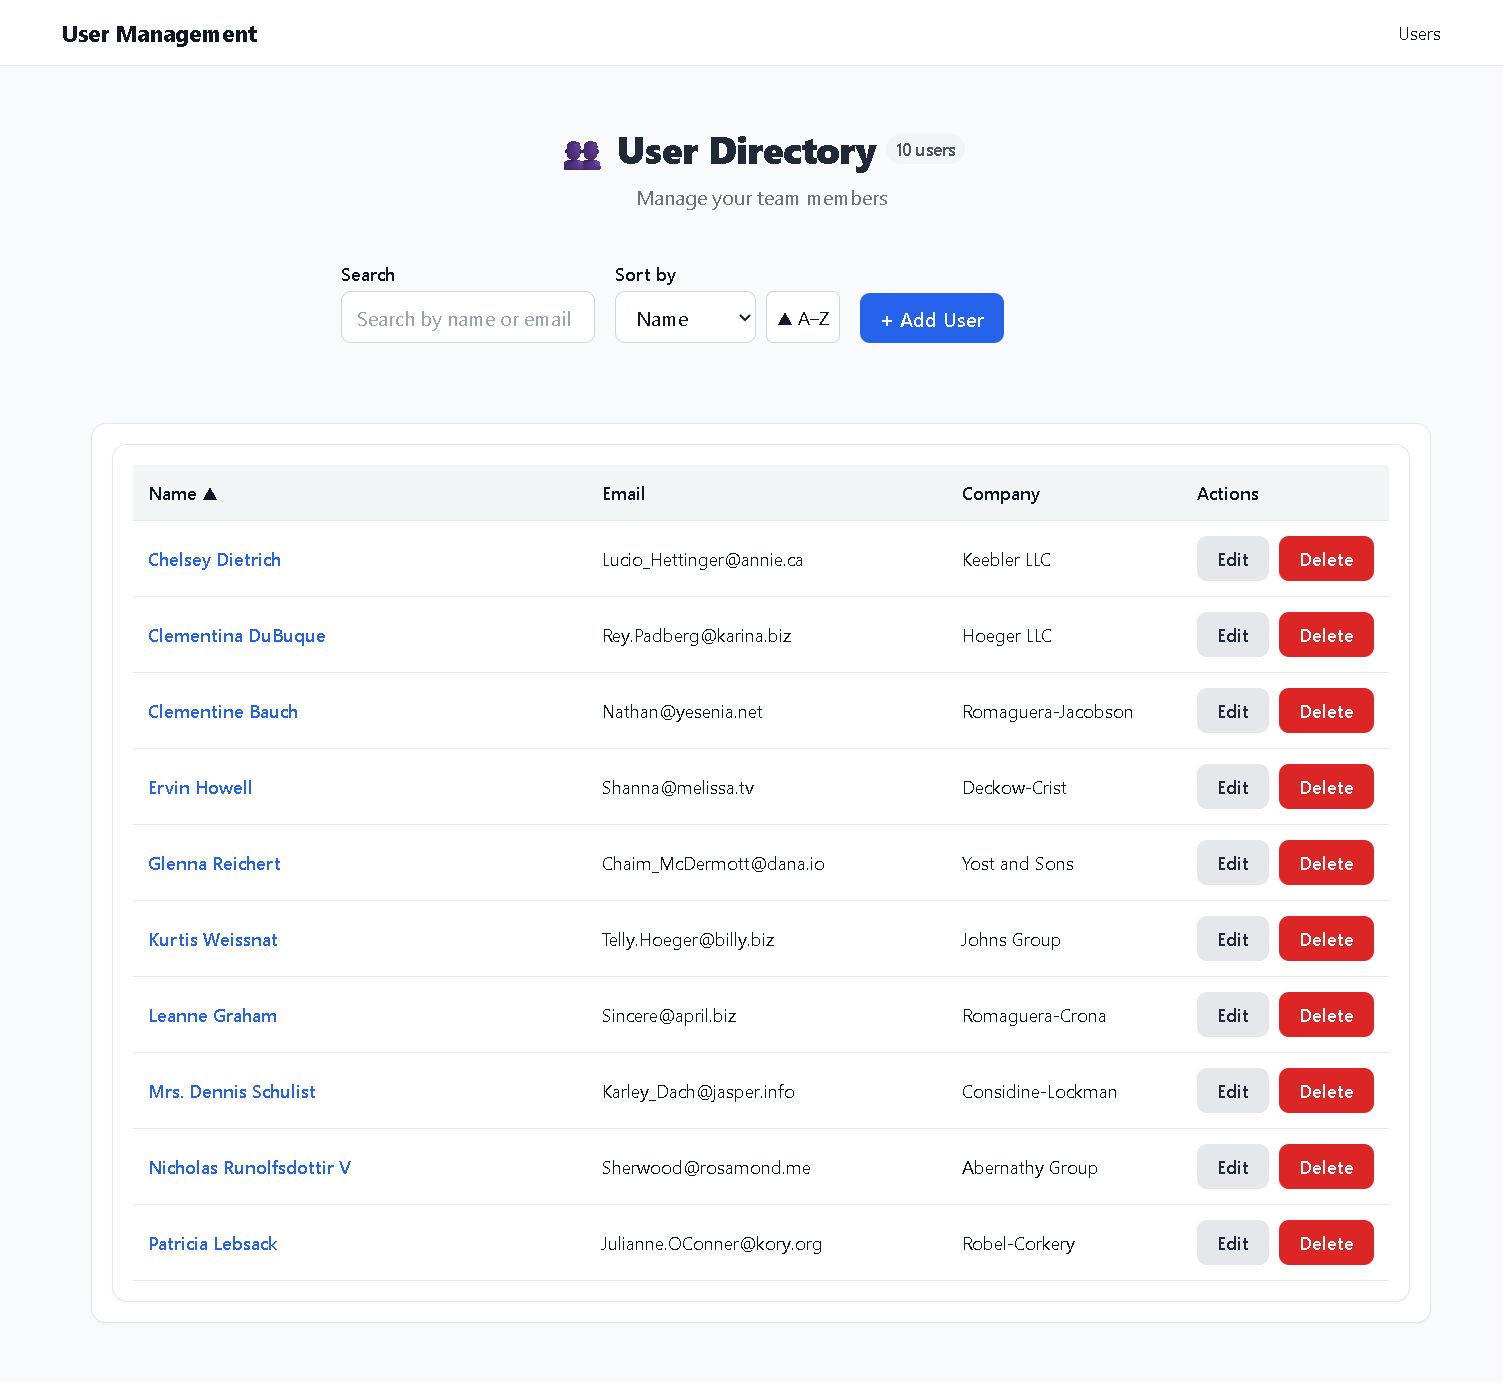 User Management Users
User Directory 10 users
Manage your team members
Search Sort by
Search by name or email Name ▲ A–Z + Add User
Name ▲ Email Company Actions
Chelsey Dietrich Lucio_Hettinger@annie.ca Keebler LLC Edit Delete
Clementina DuBuque Rey.Padberg@karina.biz Hoeger LLC Edit Delete
Clementine Bauch Nathan@yesenia.net Romaguera-Jacobson Edit Delete
Ervin Howell Shanna@melissa.tv Deckow-Crist Edit Delete
Glenna Reichert Chaim_McDermott@dana.io Yost and Sons Edit Delete
Kurtis Weissnat Telly.Hoeger@billy.biz Johns Group Edit Delete
Leanne Graham Sincere@april.biz Romaguera-Crona Edit Delete
Mrs. Dennis Schulist Karley_Dach@jasper.info Considine-Lockman Edit Delete
Nicholas Runolfsdottir V Sherwood@rosamond.me Abernathy Group Edit Delete
Patricia Lebsack Julianne.OConner@kory.org Robel-Corkery Edit Delete